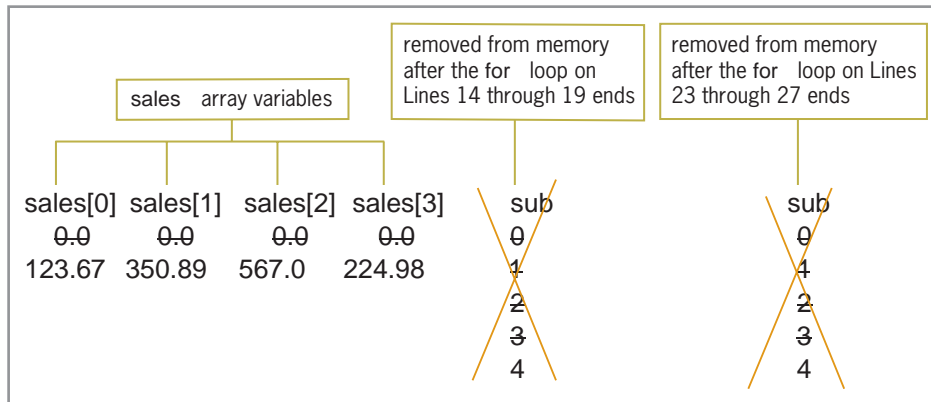 removed from memory
after the for loop on
Lines 14 through 19 ends
removed from memory
after the for loop on Lines
23 through 27 ends
sales array variables
sales[0] sales[1] sales[2] sales[3] sub sub
0.0 0.0 0.0 0.0 0 0
123.67 350.89 567.0 224.98 1 1
2 2
3 3
4 4